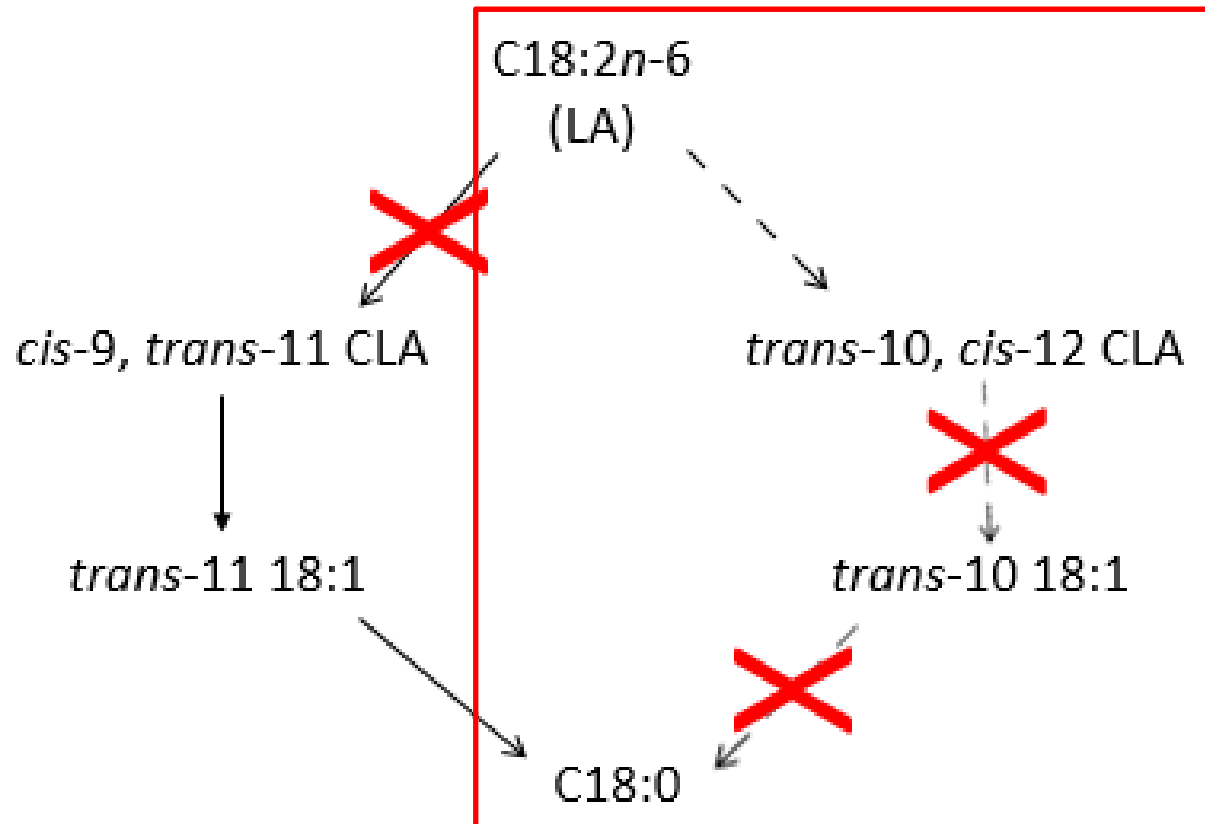 C18:2n-6
(LA)
cis-9, trans-11 CLA
trans-10, cis-12 CLA
trans-11 18:1
trans-10 18:1
C18:0